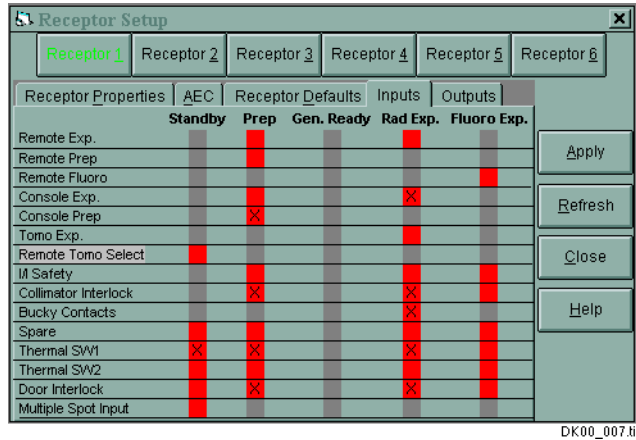 Receptor Setup
Receptor 1 Receptor 2 Receptor 3 Receptor 4 Receptor 5 Receptor 6
Receptor Properties AEC Receptor Defaults Inputs Outputs
Standby Prep Gen. Ready Rad Exp. Fluoro Exp.
Remote Exp.
Remote Prep
Remote Fluoro
Console Exp. X
Console Prep X
Tomo Exp.
Remote Tomo Select
I/I Safety
Collimator Interlock X X
Bucky Contacts X
Spare
Thermal SW1 X X X
Thermal SW2
Door Interlock X X
Multiple Spot Input
Apply
Refresh
Close
Help
DK00_007.ti